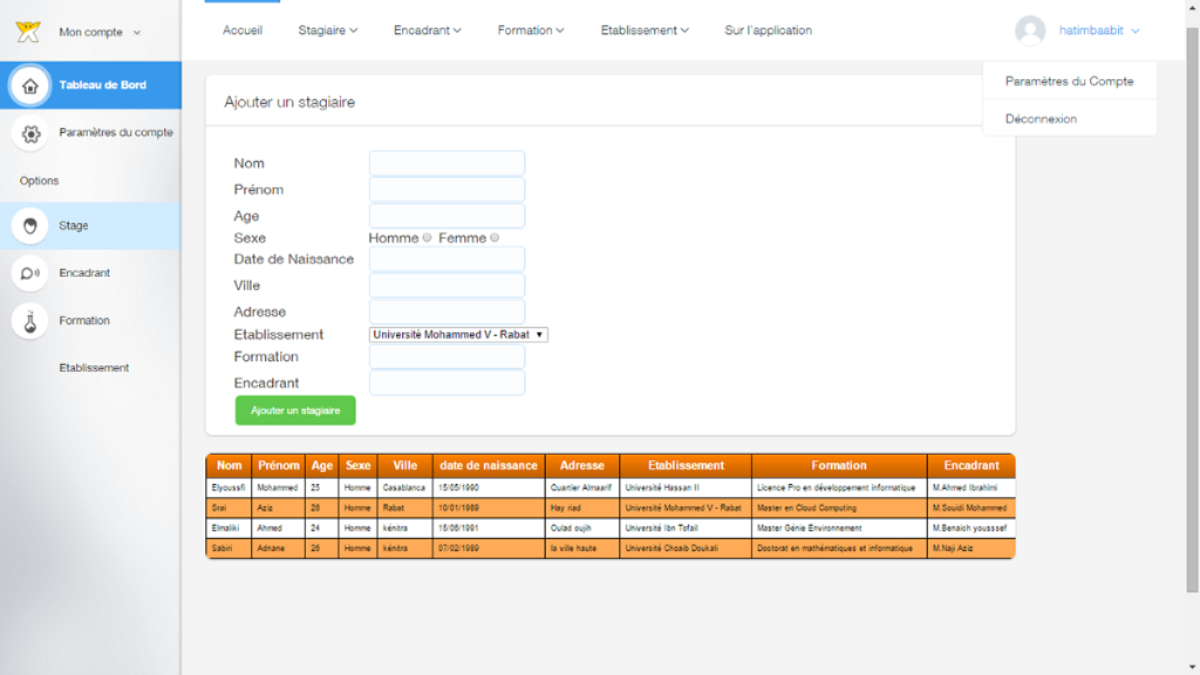 Mon compte
Accueil Stagiaire Encadrant Formation Etablissement Sur l'application
hatimbaabit
Paramètres du Compte
Déconnexion
Tableau de Bord
Paramètres du compte
Options
Stage
Encadrant
Formation
Etablissement
Ajouter un stagiaire
Nom
Prénom
Age
Sexe Homme Femme
Date de Naissance
Ville
Adresse
Etablissement Université Mohammed V - Rabat
Formation
Encadrant
Ajouter un stagiaire
Nom Prénom Age Sexe Ville date de naissance Adresse Etablissement Formation Encadrant
Elyoussfi Mohammed 25 Homme Casablanca 15/05/1990 Quartier Almaarif Université Hassan II Licence Pro en développement informatique M.Ahmed Ibrahimi
Srai Aziz 26 Homme Rabat 10/01/1989 Hay riad Université Mohammed V - Rabat Master en Cloud Computing M.Souidi Mohammed
Elmaliki Ahmed 24 Homme kénitra 15/06/1991 Oulad oujih Université Ibn Tofail Master Génie Environnement M.Benaich yousssef
Sabiri Adnane 26 Homme kénitra 07/02/1989 la ville haute Université Choaib Doukali Doctorat en mathématiques et informatique M.Naji Aziz